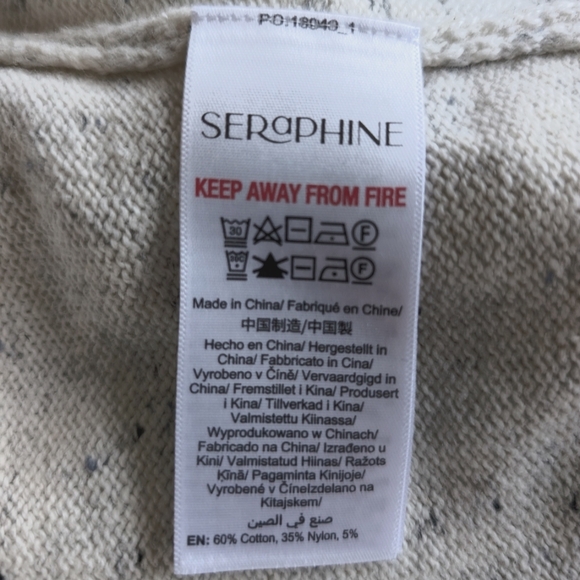 SERAPHINE
KEEP AWAY FROM FIRE
30
F
F
Made in China/ Fabriqué en Chine/
中国制造/中国製
Hecho en China/ Hergestellt in
China/ Fabbricato in Cina/
Vyrobeno v Číně/ Vervaardgigd in
China/ Fremstillet i Kina/ Produsert
i Kina/ Tillverkad i Kina/
Valmistettu Kiinassa/
Wyprodukowano w Chinach/
Fabricado na China/ Izrađeno u
Kini/ Valmistatud Hiinas/ Ražots
Ķīnā/ Pagaminta Kinijoje/
Vyrobené v ČíneIzdelano na
Kitajskem/
صنع في الصين
EN: 60% Cotton, 35% Nylon, 5%